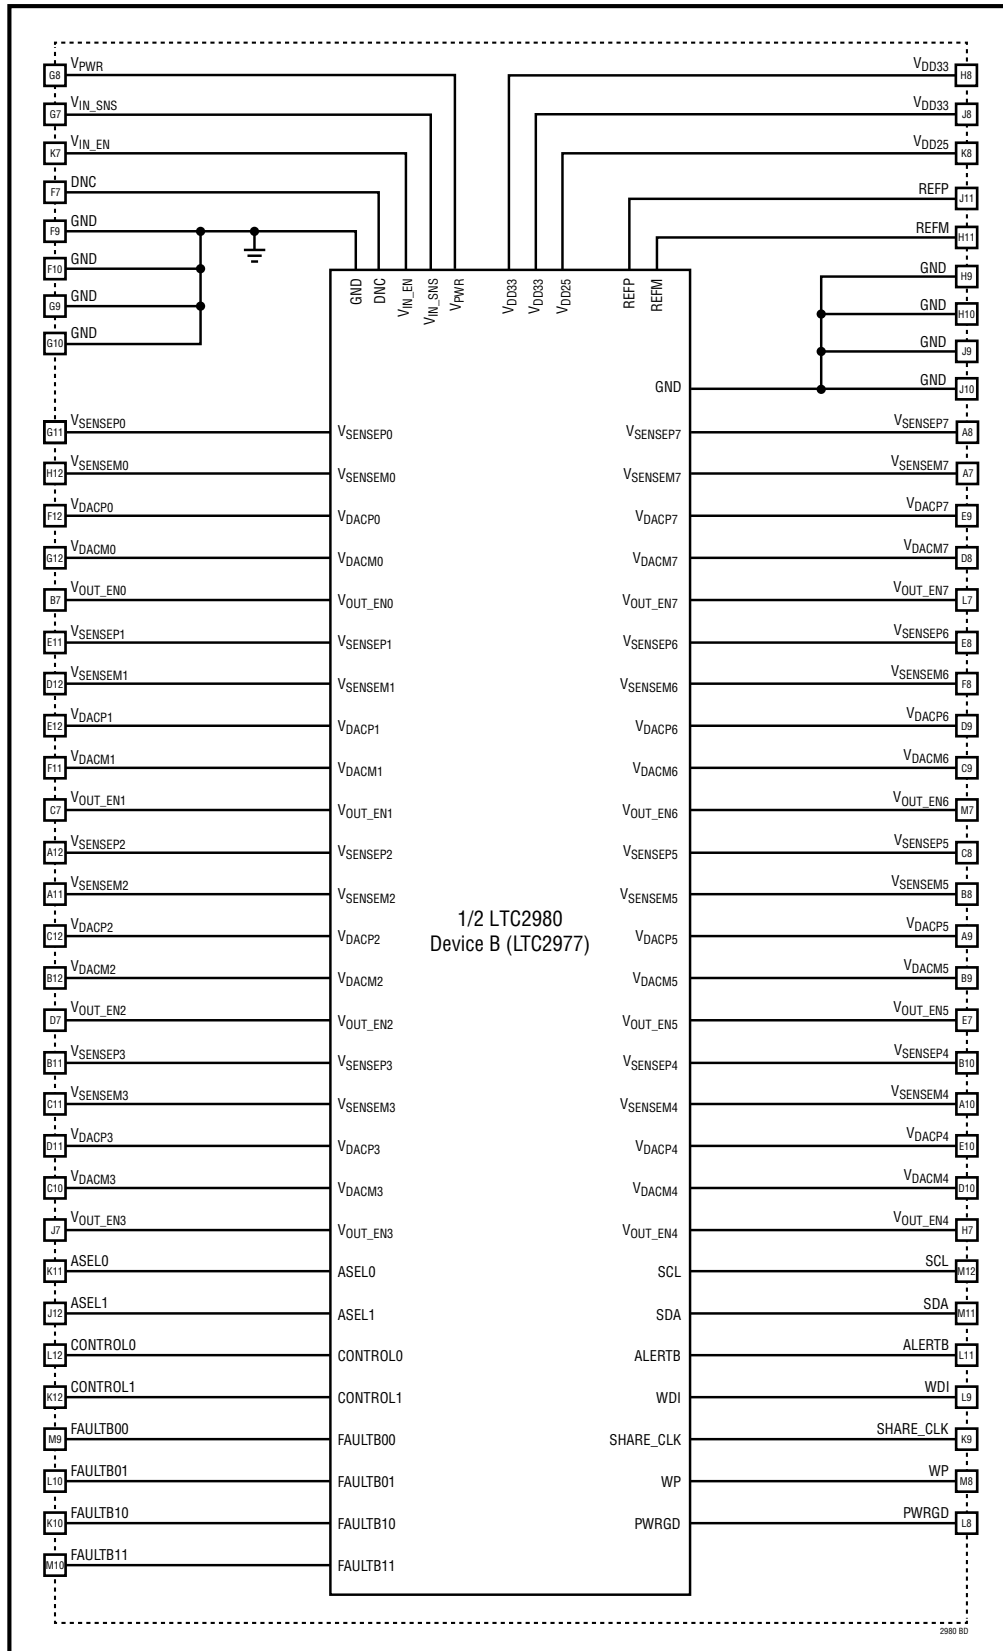 G8 VPWR
G7 VIN_SNS
K7 VIN_EN
F7 DNC
F9 GND
F10 GND
G9 GND
G10 GND
VDD33 H8
VDD33 J8
VDD25 K8
REFP J11
REFM H11
GND H9
GND H10
GND J9
GND J10
GND
DNC
VIN_EN
VIN_SNS
VPWR
VDD33
VDD33
VDD25
REFP
REFM
GND
G11 VSENSEP0 VSENSEP0 VSENSEP7 VSENSEP7 A8
H12 VSENSEM0 VSENSEM0 VSENSEM7 VSENSEM7 A7
F12 VDACP0 VDACP0 VDACP7 VDACP7 E9
G12 VDACM0 VDACM0 VDACM7 VDACM7 D8
B7 VOUT_EN0 VOUT_EN0 VOUT_EN7 VOUT_EN7 L7
E11 VSENSEP1 VSENSEP1 VSENSEP6 VSENSEP6 E8
D12 VSENSEM1 VSENSEM1 VSENSEM6 VSENSEM6 F8
E12 VDACP1 VDACP1 VDACP6 VDACP6 D9
F11 VDACM1 VDACM1 VDACM6 VDACM6 C9
C7 VOUT_EN1 VOUT_EN1 VOUT_EN6 VOUT_EN6 M7
A12 VSENSEP2 VSENSEP2 VSENSEP5 VSENSEP5 C8
A11 VSENSEM2 VSENSEM2 VSENSEM5 VSENSEM5 B8
1/2 LTC2980
Device B (LTC2977)
C12 VDACP2 VDACP2 VDACP5 VDACP5 A9
B12 VDACM2 VDACM2 VDACM5 VDACM5 B9
D7 VOUT_EN2 VOUT_EN2 VOUT_EN5 VOUT_EN5 E7
B11 VSENSEP3 VSENSEP3 VSENSEP4 VSENSEP4 B10
C11 VSENSEM3 VSENSEM3 VSENSEM4 VSENSEM4 A10
D11 VDACP3 VDACP3 VDACP4 VDACP4 E10
C10 VDACM3 VDACM3 VDACM4 VDACM4 D10
J7 VOUT_EN3 VOUT_EN3 VOUT_EN4 VOUT_EN4 H7
K11 ASEL0 ASEL0 SCL SCL M12
J12 ASEL1 ASEL1 SDA SDA M11
L12 CONTROL0 CONTROL0 ALERTB ALERTB L11
K12 CONTROL1 CONTROL1 WDI WDI L9
M9 FAULTB00 FAULTB00 SHARE_CLK SHARE_CLK K9
L10 FAULTB01 FAULTB01 WP WP M8
K10 FAULTB10 FAULTB10 PWRGD PWRGD L8
M10 FAULTB11 FAULTB11
2980 BD